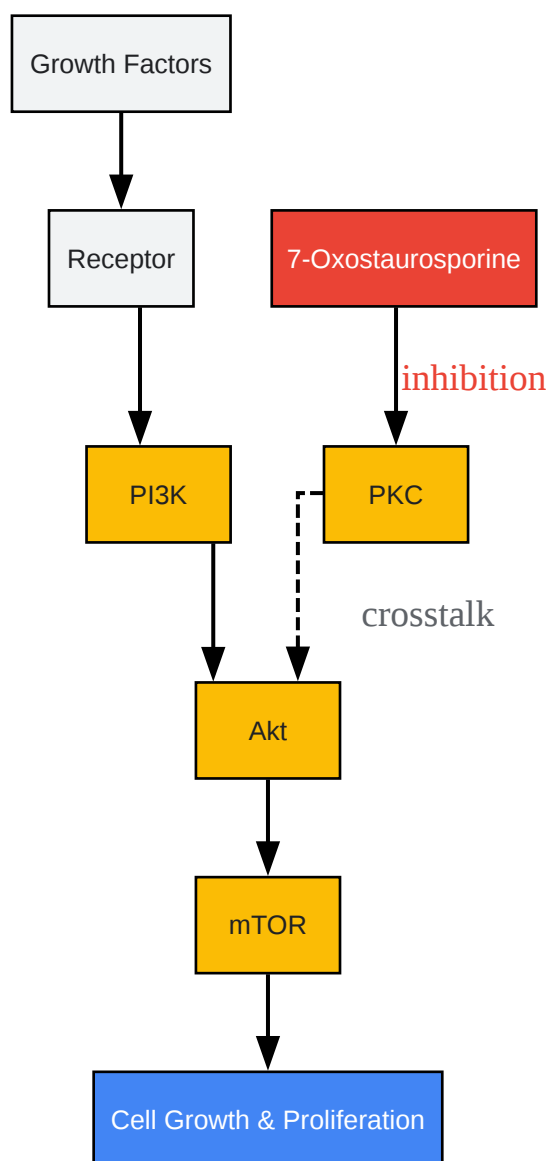 Growth Factors
Receptor
7-Oxostaurosporine
inhibition
PI3K
PKC
crosstalk
Akt
mTOR
Cell Growth & Proliferation